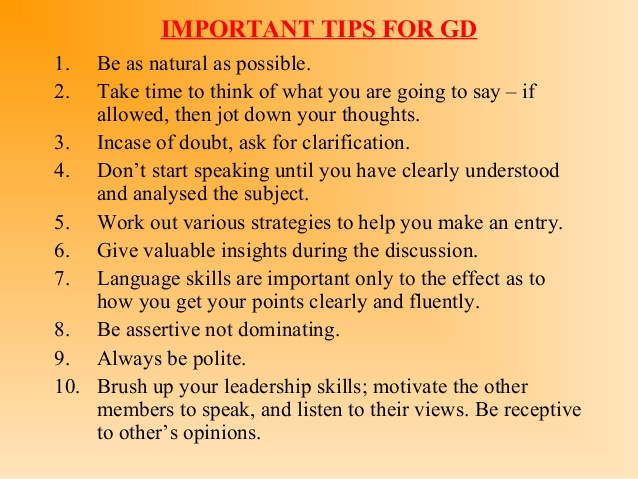 IMPORTANT TIPS FOR GD
1. Be as natural as possible.
2. Take time to think of what you are going to say – if
allowed, then jot down your thoughts.
3. Incase of doubt, ask for clarification.
4. Don’t start speaking until you have clearly understood
and analysed the subject.
5. Work out various strategies to help you make an entry.
6. Give valuable insights during the discussion.
7. Language skills are important only to the effect as to
how you get your points clearly and fluently.
8. Be assertive not dominating.
9. Always be polite.
10. Brush up your leadership skills; motivate the other
members to speak, and listen to their views. Be receptive
to other’s opinions.